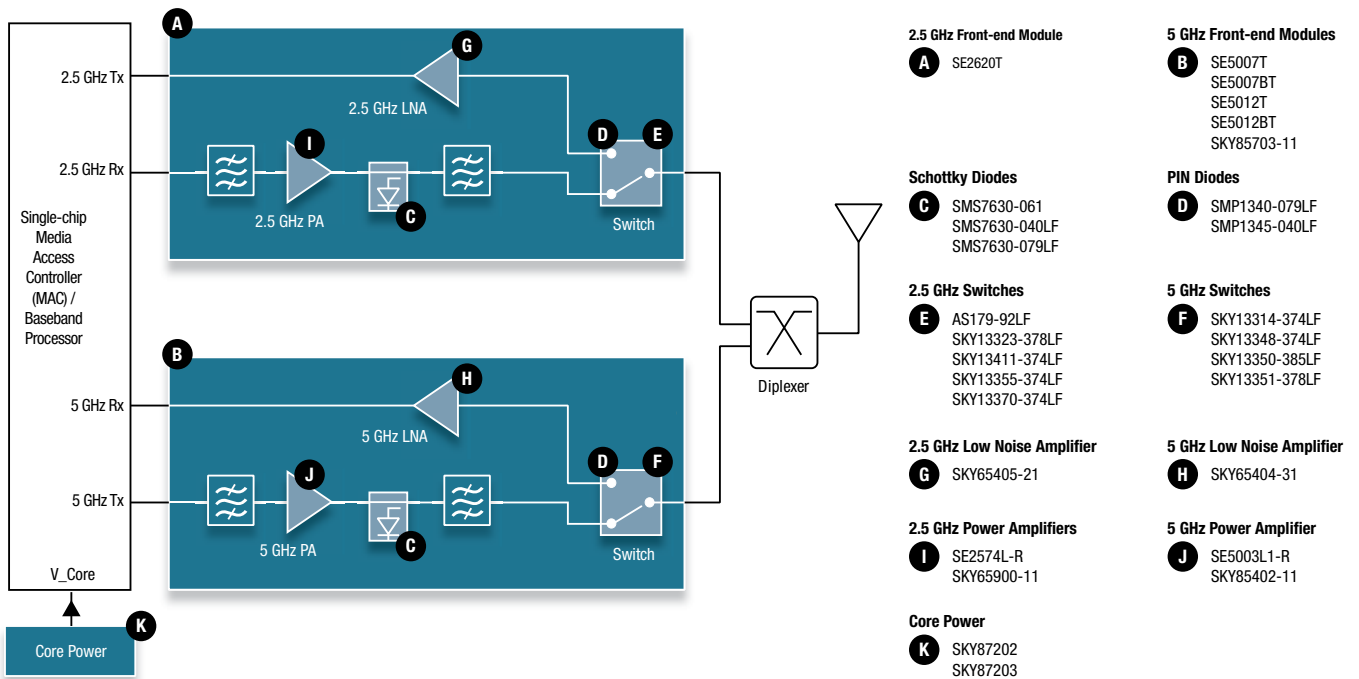 A
G
2.5 GHz Tx
2.5 GHz LNA
I
D
E
2.5 GHz Rx
2.5 GHz PA
C
Switch
Single-chip
Media
Access
Controller
(MAC) /
Baseband
Processor
Diplexer
B
H
5 GHz Rx
5 GHz LNA
J
D
F
5 GHz Tx
5 GHz PA
C
Switch
V_Core
K
Core Power
2.5 GHz Front-end Module
A SE2620T
5 GHz Front-end Modules
B SE5007T
SE5007BT
SE5012T
SE5012BT
SKY85703-11
Schottky Diodes
C SMS7630-061
SMS7630-040LF
SMS7630-079LF
PIN Diodes
D SMP1340-079LF
SMP1345-040LF
2.5 GHz Switches
E AS179-92LF
SKY13323-378LF
SKY13411-374LF
SKY13355-374LF
SKY13370-374LF
5 GHz Switches
F SKY13314-374LF
SKY13348-374LF
SKY13350-385LF
SKY13351-378LF
2.5 GHz Low Noise Amplifier
G SKY65405-21
5 GHz Low Noise Amplifier
H SKY65404-31
2.5 GHz Power Amplifiers
I SE2574L-R
SKY65900-11
5 GHz Power Amplifier
J SE5003L1-R
SKY85402-11
Core Power
K SKY87202
SKY87203